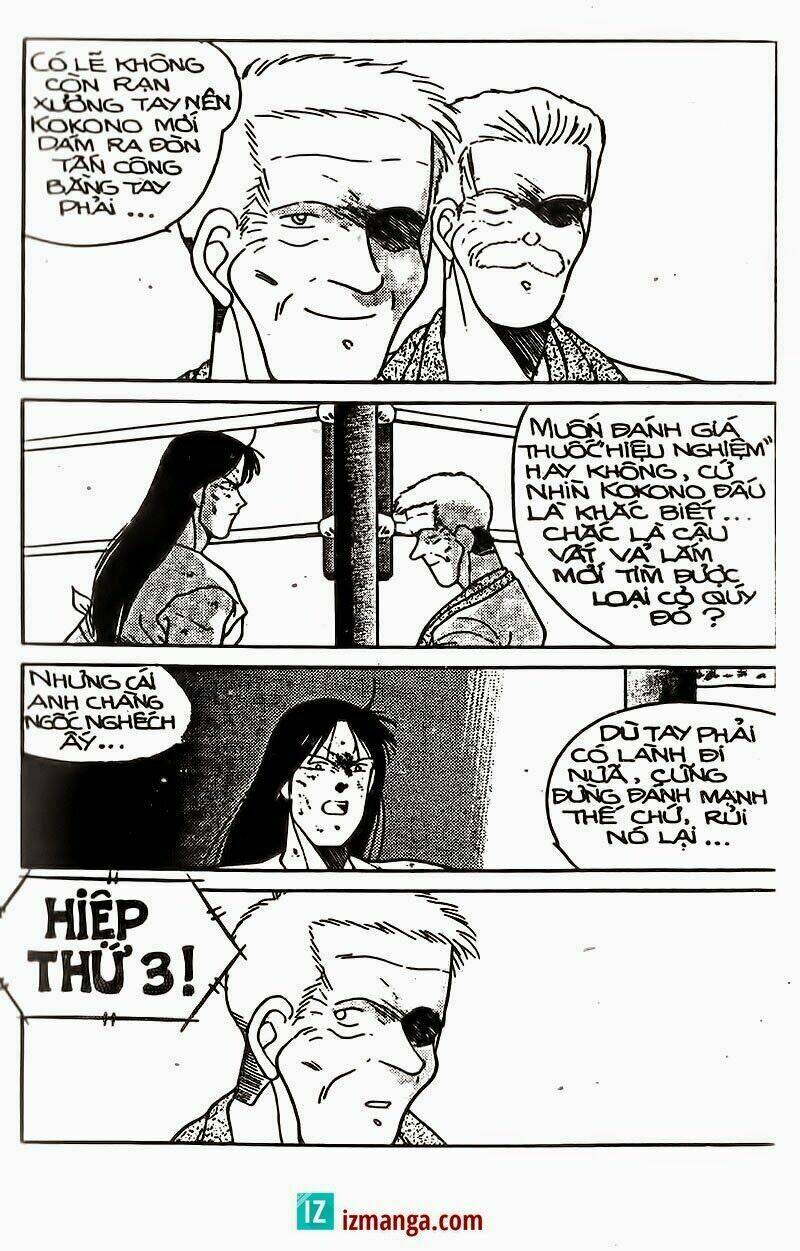 CÓ LẼ KHÔNG
CÒN RẠN
XƯƠNG TAY NÊN
KOKONO MỚI
DÁM RA ĐÒN
TẤN CÔNG
BẰNG TAY
PHẢI ...
MUỐN ĐÁNH GIÁ
THUỐC "HIỆU NGHIỆM"
HAY KHÔNG, CỨ
NHÌN KOKONO ĐẤU
LÀ KHẮC BIẾT...
CHẮC LÀ CẬU
VẤT VẢ LẮM
MỚI TÌM ĐƯỢC
LOẠI CỎ QÚY
ĐÓ ?
NHƯNG CÁI
ANH CHÀNG
NGỐC NGHẾCH
ẤY...
DÙ TAY PHẢI
CÓ LÀNH ĐI
NỮA, CŨNG
ĐỪNG ĐÁNH MẠNH
THẾ CHỨ, RỦI
NÓ LẠI ...
HIỆP
THỨ 3!
IZ izmanga.com